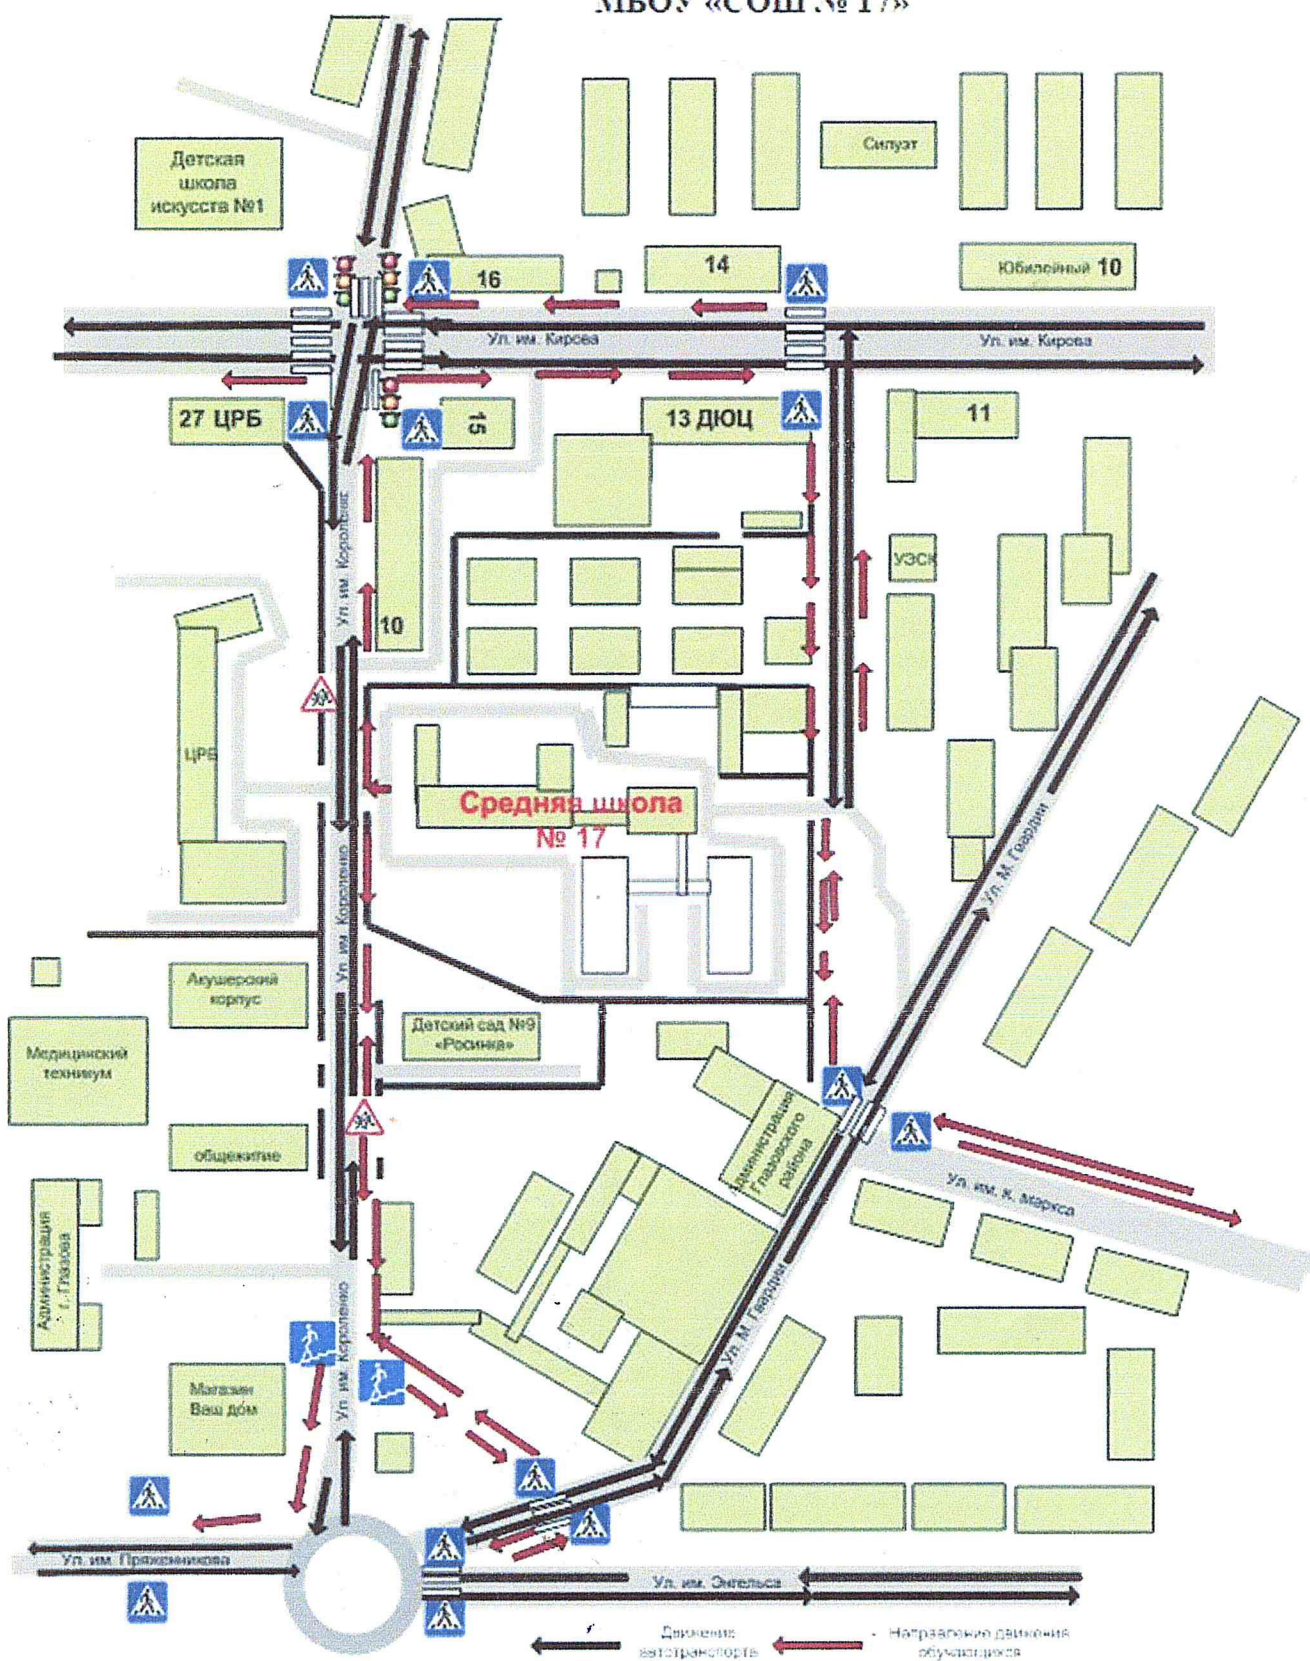 МБОУ «СОШ № 17»
Детская
школа
искусств №1
Силуэт
16
14
Юбилейный 10
Ул. им. Кирова
Ул. им. Кирова
27 ЦРБ
15
13 ДЮЦ
11
Ул. им. Короленко
УЭСК
10
ЦРБ
Средняя школа
№ 17
Ул. М. Гвардии
Ул. им. Короленко
Акушерский
корпус
Детский сад №9
«Росинка»
Медицинский
техникум
Администрация
Глазовского
района
общежитие
Ул. им. К. маркса
Администрация
г. Глазова
Ул. им. Короленко
Ул. М. Гвардии
Магазин
Ваш дом
Ул. им. Пряженникова
Ул. им. Энгельса
Движение
автотранспорта
- Направление движения
обучающихся